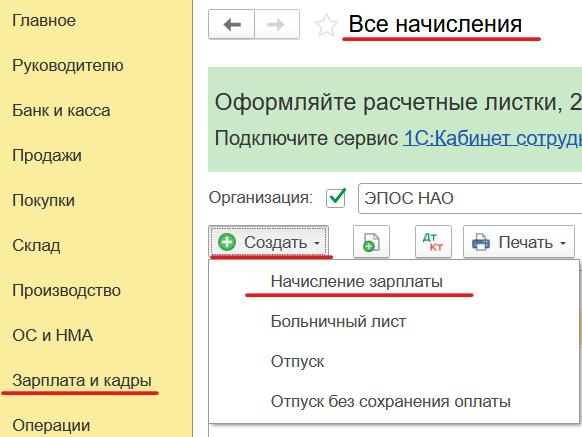 Главное
Руководителю
Банк и касса
Продажи
Покупки
Склад
Производство
ОС и НМА
Зарплата и кадры
Операции
Все начисления
Оформляйте расчетные листки, 2
Подключите сервис 1С:Кабинет сотрудн
Организация: ЭПОС НАО
Создать Дт Кт Печать
Начисление зарплаты
Больничный лист
Отпуск
Отпуск без сохранения оплаты